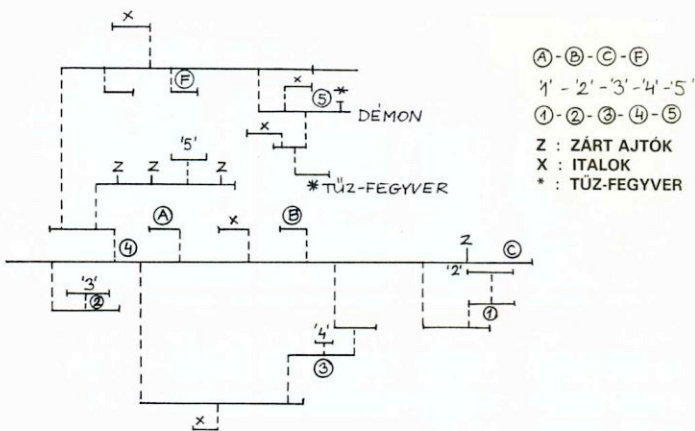 X
Ⓕ
X
⑤ *
DÉMON
X
* TŰZ-FEGYVER
'5'
Z Z Z
Ⓐ X Ⓑ
④
Z Ⓒ
'2'
①
'3'
②
'4'
③
X
Ⓐ-Ⓑ-Ⓒ-Ⓕ
'1'-'2'-'3'-'4'-'5'
①-②-③-④-⑤
Z : ZÁRT AJTÓK
X : ITALOK
* : TŰZ-FEGYVER